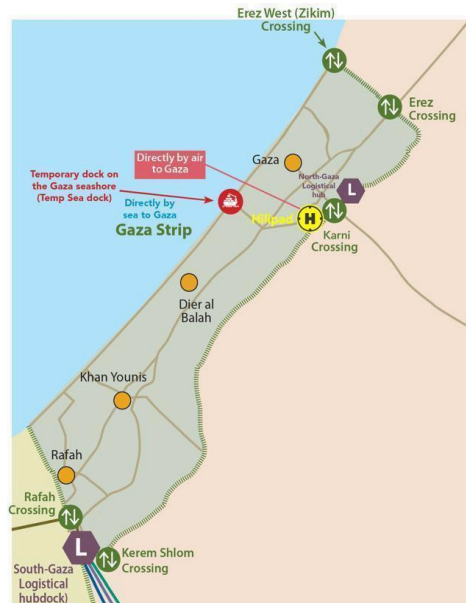 Erez West (Zikim)
Crossing
Erez
Crossing
Directly by air
to Gaza
Gaza
North-Gaza
Logistical
hub
L
Temporary dock on
the Gaza seashore
(Temp Sea dock)
Directly by
sea to Gaza
Gaza Strip
Hillpad
H
Karni
Crossing
Dier al
Balah
Khan Younis
Rafah
Rafah
Crossing
L
South-Gaza
Logistical
hubdock)
Kerem Shlom
Crossing